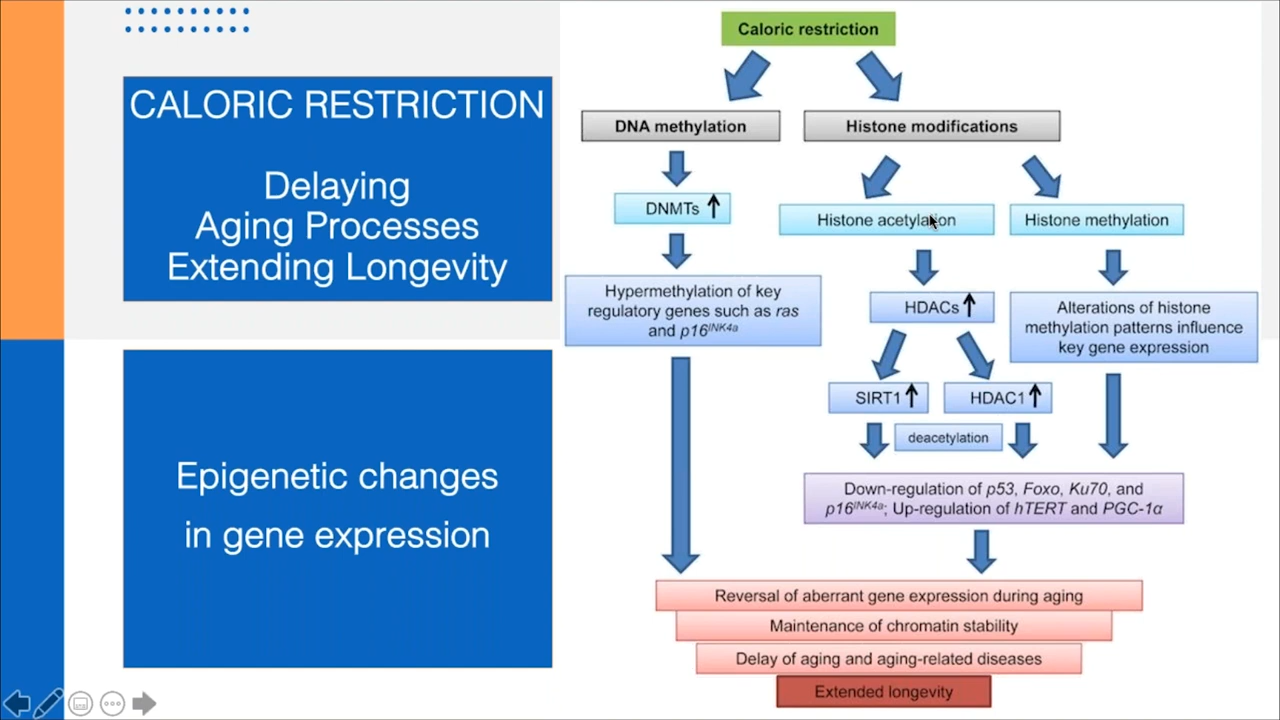 CALORIC RESTRICTION
Delaying
Aging Processes
Extending Longevity
Epigenetic changes
in gene expression
Caloric restriction
DNA methylation
Histone modifications
DNMTs ↑
Histone acetylation
Histone methylation
Hypermethylation of key
regulatory genes such as ras
and p16INK4a
HDACs ↑
Alterations of histone
methylation patterns influence
key gene expression
SIRT1 ↑
HDAC1 ↑
deacetylation
Down-regulation of p53, Foxo, Ku70, and
p16INK4a; Up-regulation of hTERT and PGC-1α
Reversal of aberrant gene expression during aging
Maintenance of chromatin stability
Delay of aging and aging-related diseases
Extended longevity